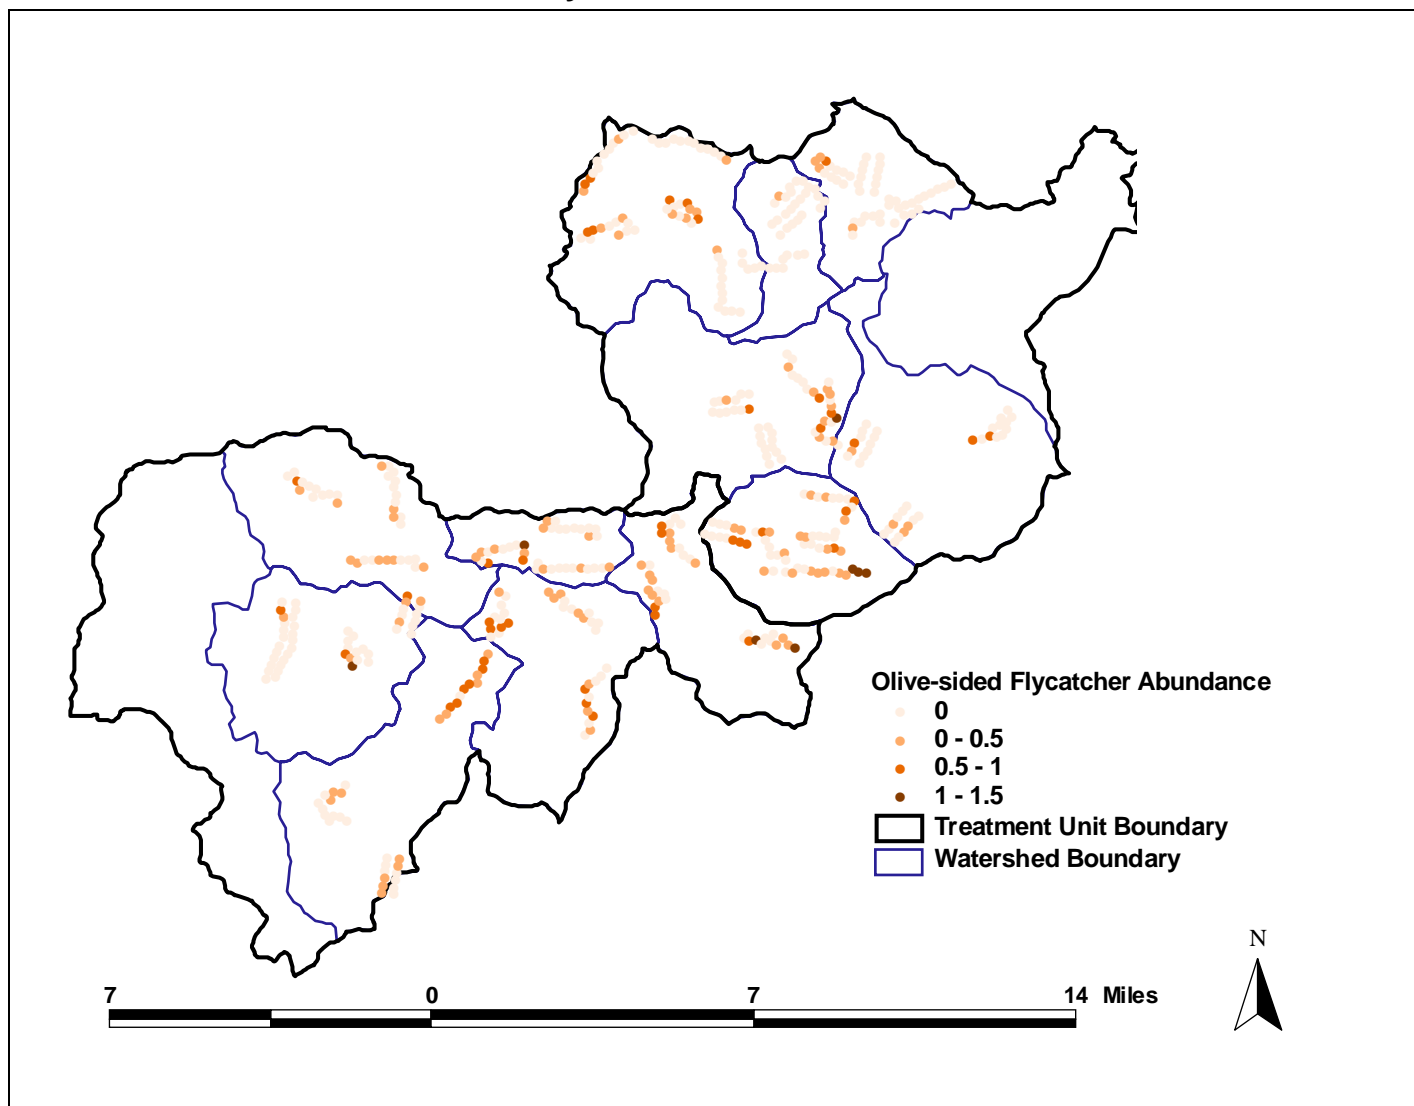 Olive-sided Flycatcher Abundance
0
0 - 0.5
0.5 - 1
1 - 1.5
Treatment Unit Boundary
Watershed Boundary
N
7 0 7 14 Miles